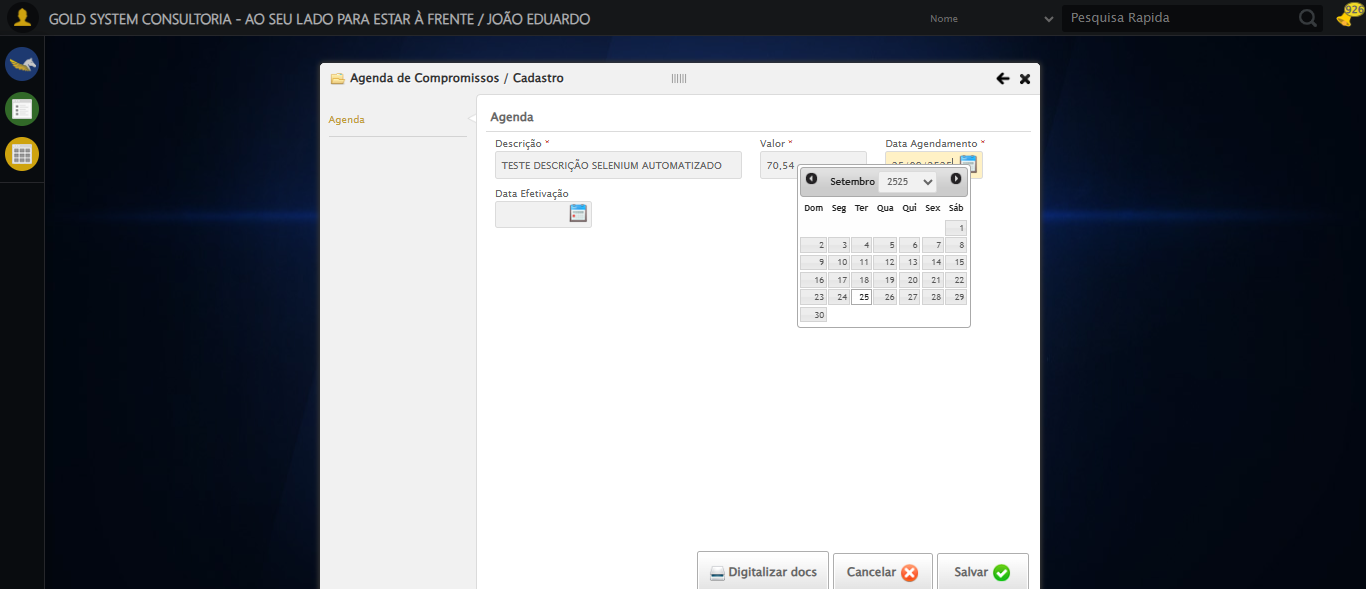 GOLD SYSTEM CONSULTORIA - AO SEU LADO PARA ESTAR À FRENTE / JOÃO EDUARDO
Nome
Pesquisa Rapida
926
Agenda de Compromissos / Cadastro
Agenda
Agenda
Descrição *
Valor *
Data Agendamento *
TESTE DESCRIÇÃO SELENIUM AUTOMATIZADO
70,54
Data Efetivação
Setembro 2525
Dom Seg Ter Qua Qui Sex Sáb
1
2 3 4 5 6 7 8
9 10 11 12 13 14 15
16 17 18 19 20 21 22
23 24 25 26 27 28 29
30
Digitalizar docs
Cancelar
Salvar